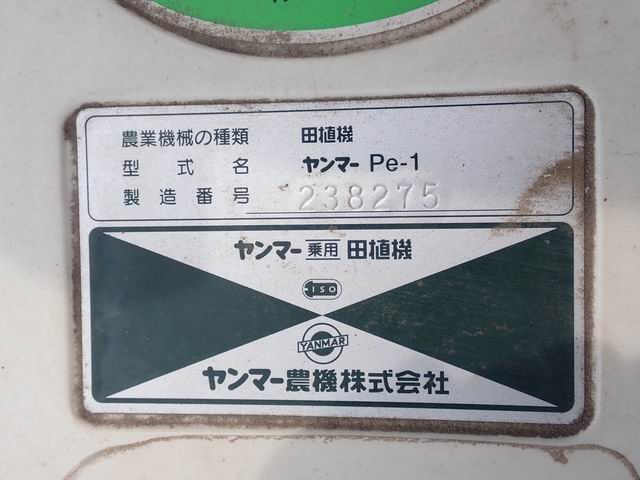 農業機械の種類 田植機
型式名 ヤンマー Pe-1
製造番号 238275
ヤンマー 乗用 田植機
ISO
YANMAR
ヤンマー農機株式会社